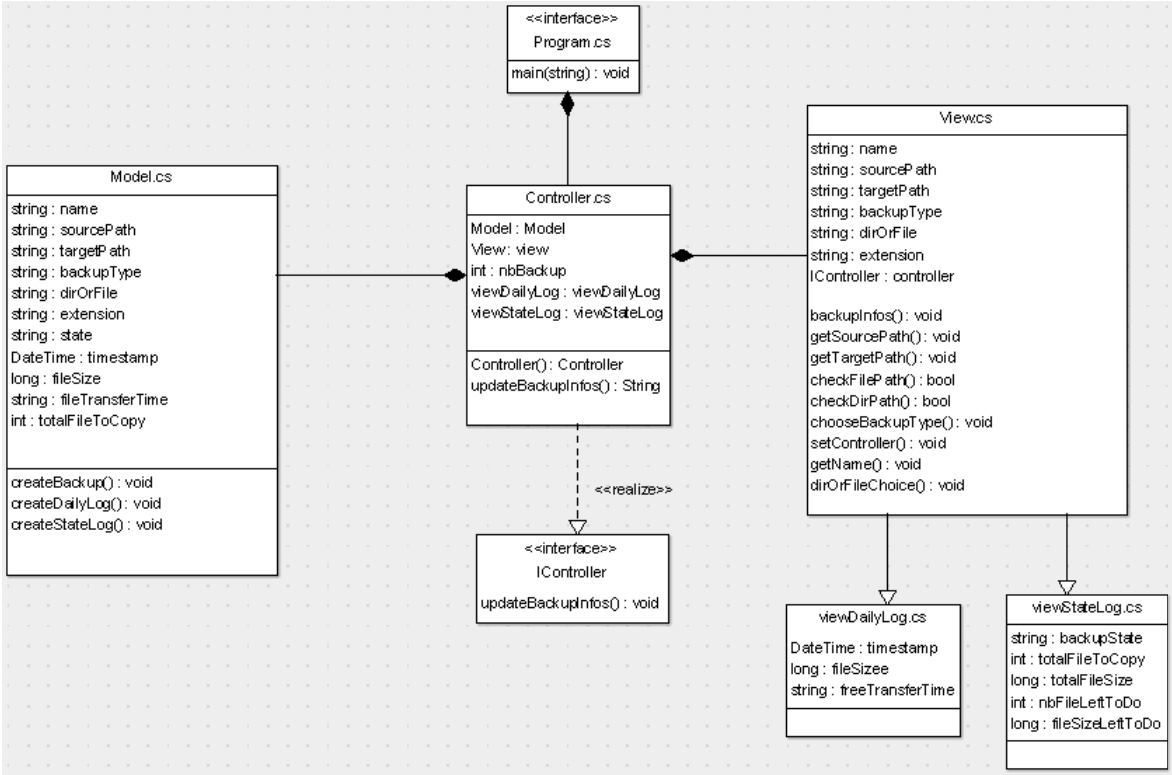 <<interface>>
Program.cs
main(string) : void
Model.cs
string : name
string : sourcePath
string : targetPath
string : backupType
string : dirOrFile
string : extension
string : state
DateTime : timestamp
long : fileSize
string : fileTransferTime
int : totalFileToCopy
createBackup() : void
createDailyLog() : void
createStateLog() : void
Controller.cs
Model : Model
View : view
int : nbBackup
viewDailyLog : viewDailyLog
viewStateLog : viewStateLog
Controller() : Controller
updateBackupInfos() : String
<<realize>>
<<interface>>
IController
updateBackupInfos() : void
View.cs
string : name
string : sourcePath
string : targetPath
string : backupType
string : dirOrFile
string : extension
IController : controller
backupInfos() : void
getSourcePath() : void
getTargetPath() : void
checkFilePath() : bool
checkDirPath() : bool
chooseBackupType() : void
setController() : void
getName() : void
dirOrFileChoice() : void
viewDailyLog.cs
DateTime : timestamp
long : fileSizee
string : freeTransferTime
viewStateLog.cs
string : backupState
int : totalFileToCopy
long : totalFileSize
int : nbFileLeftToDo
long : fileSizeLeftToDo